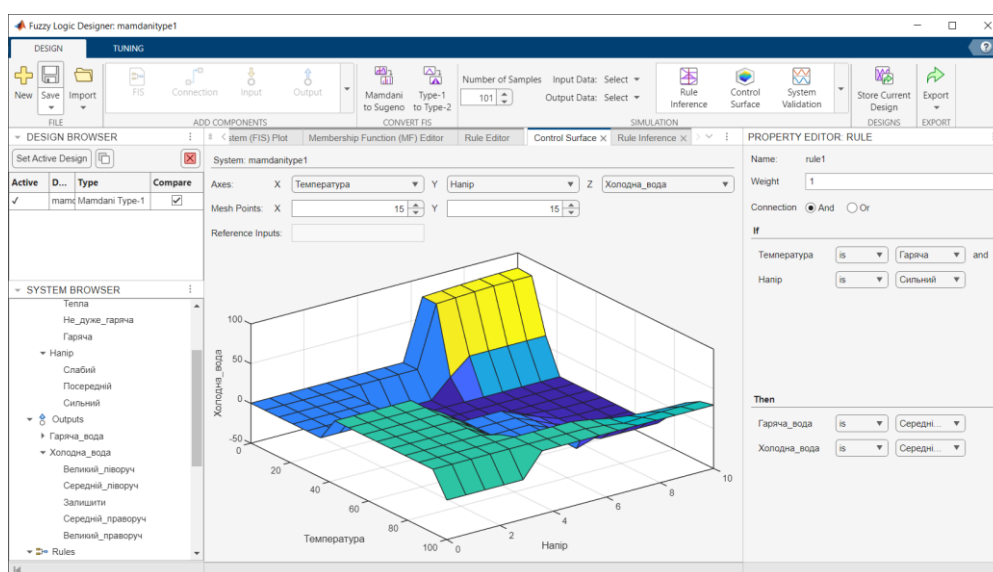 Fuzzy Logic Designer: mamdanitype1
DESIGN TUNING
New Save Import FIS Connection Input Output Mamdani to Sugeno Type-1 to Type-2 Number of Samples 101 Input Data: Select Output Data: Select Rule Inference Control Surface System Validation Store Current Design Export
FILE ADD COMPONENTS CONVERT FIS SIMULATION DESIGNS EXPORT
DESIGN BROWSER
Set Active Design
Active D... Type Compare
✓ mamc Mamdani Type-1
SYSTEM BROWSER
Тепла
Не_дуже_гаряча
Гаряча
Напір
Слабий
Посередній
Сильний
Outputs
Гаряча_вода
Холодна_вода
Великий_ліворуч
Середній_ліворуч
Залишити
Середній_праворуч
Великий_праворуч
Rules
stem (FIS) Plot Membership Function (MF) Editor Rule Editor Control Surface Rule Inference
System: mamdanitype1
Axes: X Температура Y Напір Z Холодна_вода
Mesh Points: X 15 Y 15
Reference Inputs:
Холодна_вода
100
50
0
-50
0
20
40
60
80
100
Температура
0
2
4
6
8
10
Напір
PROPERTY EDITOR: RULE
Name: rule1
Weight 1
Connection And Or
If
Температура is Гаряча and
Напір is Сильний
Then
Гаряча_вода is Середні...
Холодна_вода is Середні...